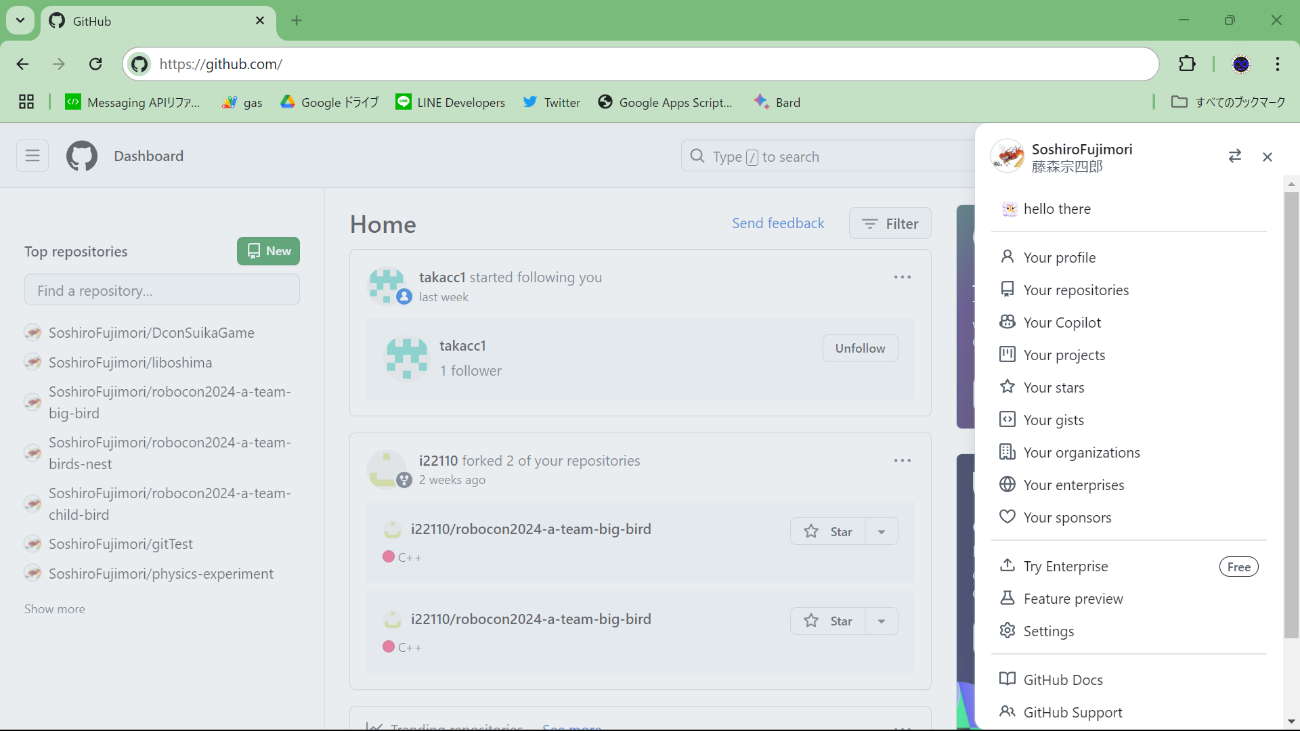 GitHub
https://github.com/
Messaging APIリファ...
gas
Google ドライブ
LINE Developers
Twitter
Google Apps Script...
Bard
すべてのブックマーク
Dashboard
Type / to search
SoshiroFujimori
藤森宗四郎
hello there
Top repositories
New
Find a repository...
SoshiroFujimori/DconSuikaGame
SoshiroFujimori/liboshima
SoshiroFujimori/robocon2024-a-team-
big-bird
SoshiroFujimori/robocon2024-a-team-
birds-nest
SoshiroFujimori/robocon2024-a-team-
child-bird
SoshiroFujimori/gitTest
SoshiroFujimori/physics-experiment
Show more
Home
Send feedback
Filter
takacc1 started following you
last week
takacc1
1 follower
Unfollow
i22110 forked 2 of your repositories
2 weeks ago
i22110/robocon2024-a-team-big-bird
Star
C++
i22110/robocon2024-a-team-big-bird
Star
C++
Trending repositories
See more
Your profile
Your repositories
Your Copilot
Your projects
Your stars
Your gists
Your organizations
Your enterprises
Your sponsors
Try Enterprise
Free
Feature preview
Settings
GitHub Docs
GitHub Support